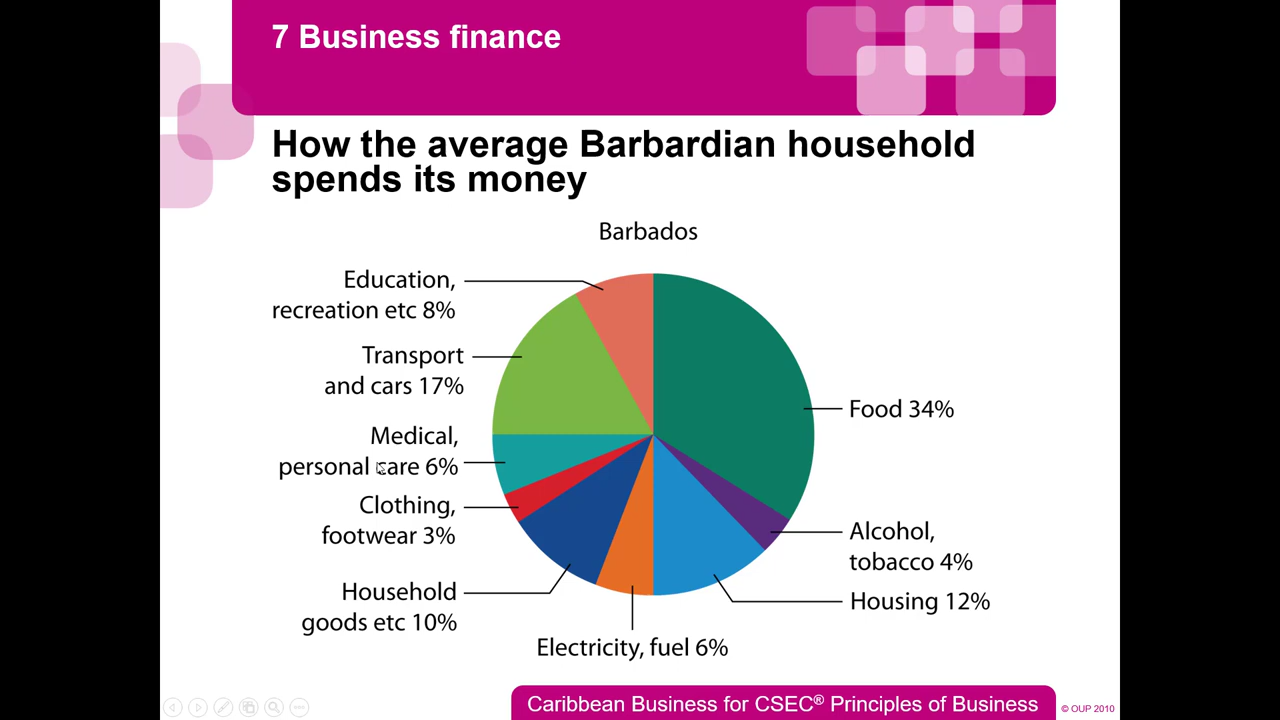 7 Business finance
How the average Barbardian household
spends its money
Barbados
Education,
recreation etc 8%
Transport
and cars 17%
Medical,
personal care 6%
Clothing,
footwear 3%
Household
goods etc 10%
Electricity, fuel 6%
Food 34%
Alcohol,
tobacco 4%
Housing 12%
Caribbean Business for CSEC® Principles of Business
© OUP 2010